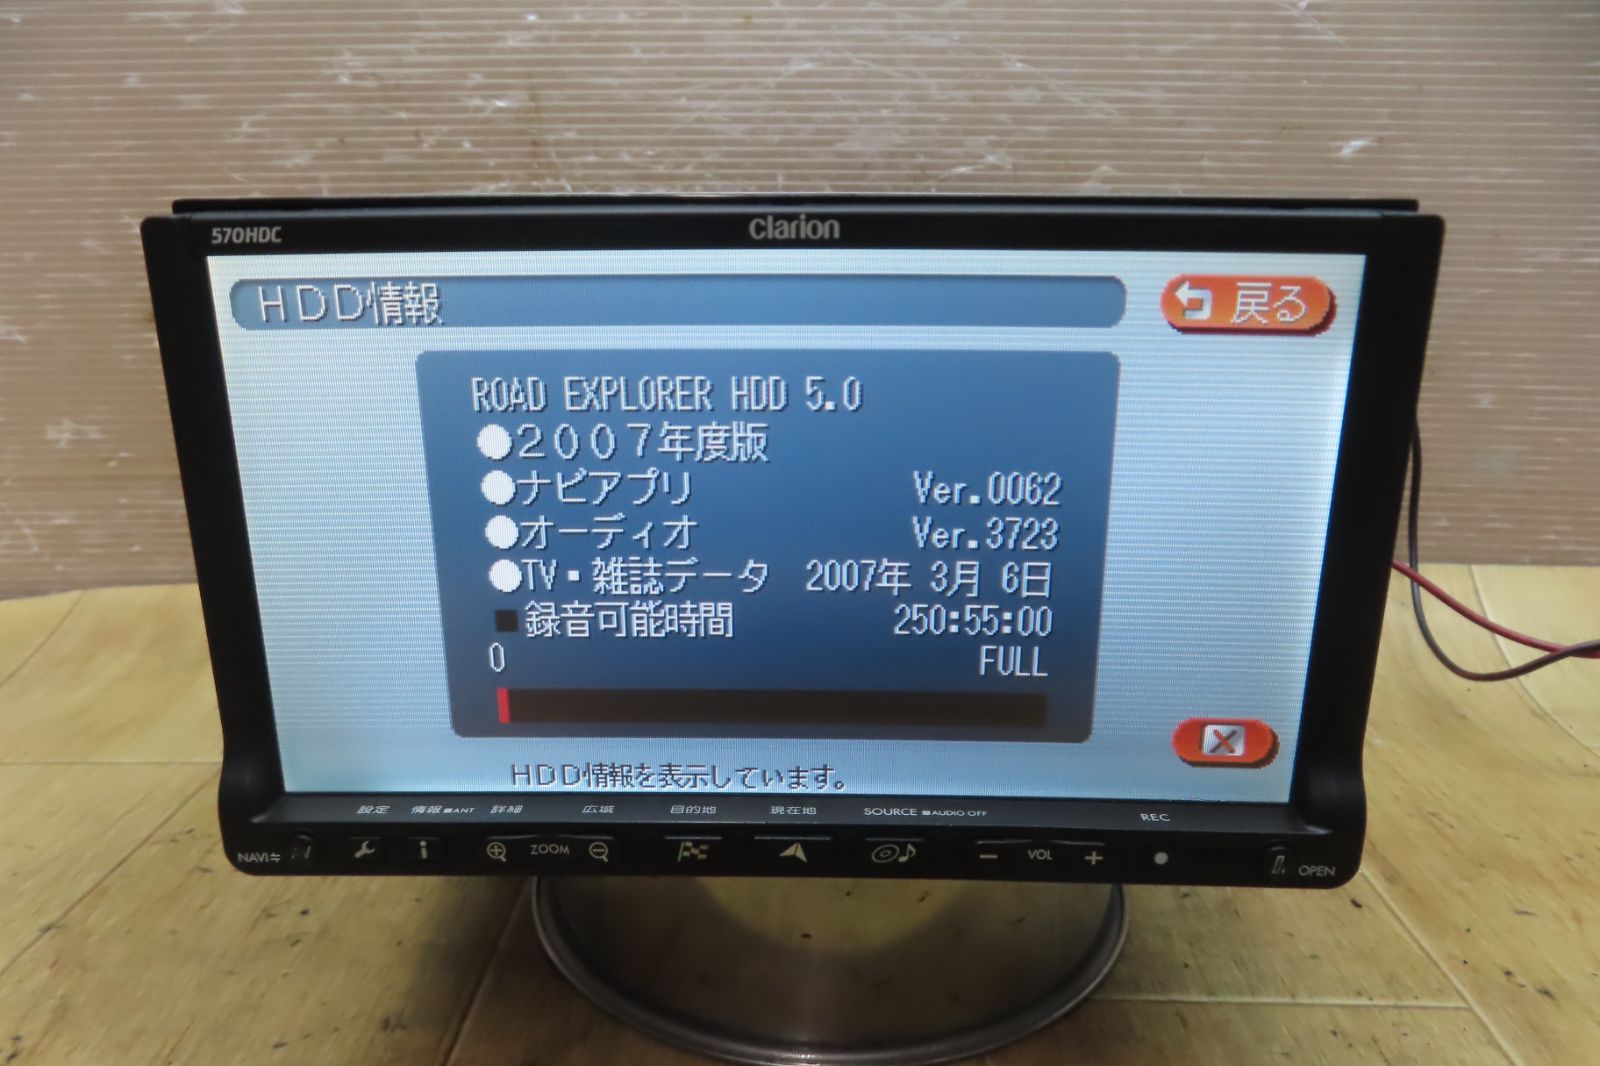 570HDC
clarion
HDD情報
戻る
ROAD EXPLORER HDD 5.0
●2007年度版
●ナビアプリ Ver.0062
●オーディオ Ver.3723
●TV・雑誌データ 2007年 3月 6日
■録音可能時間 250:55:00
0 FULL
HDD情報を表示しています。
設定 情報 ■ANT 詳細 広域 目的地 現在地 SOURCE ■AUDIO OFF REC
NAVI ZOOM VOL OPEN